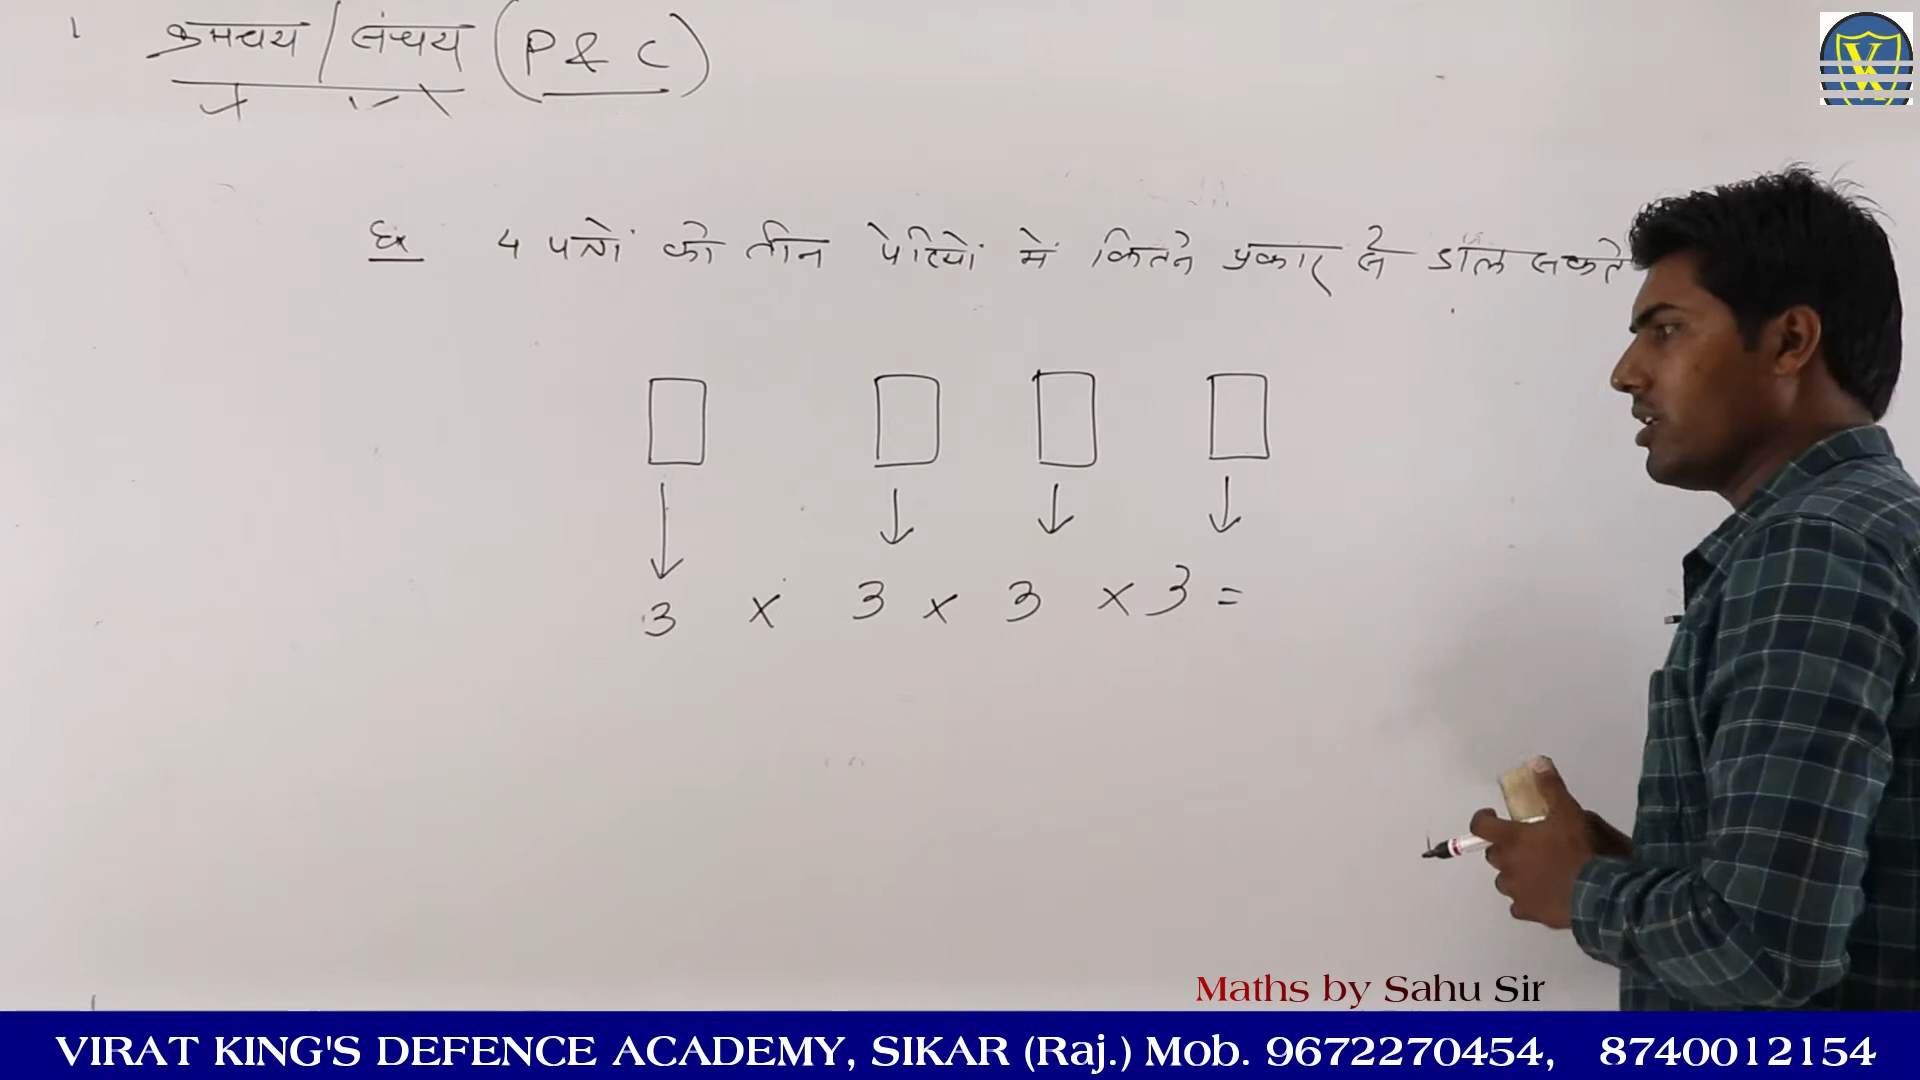 क्रमचय / संचय (P & C)
Ex 4 पत्रों को तीन पेटियों में कितने प्रकार से डाल सकते
3 x 3 x 3 x 3 =
Maths by Sahu Sir
VIRAT KING'S DEFENCE ACADEMY, SIKAR (Raj.) Mob. 9672270454, 8740012154